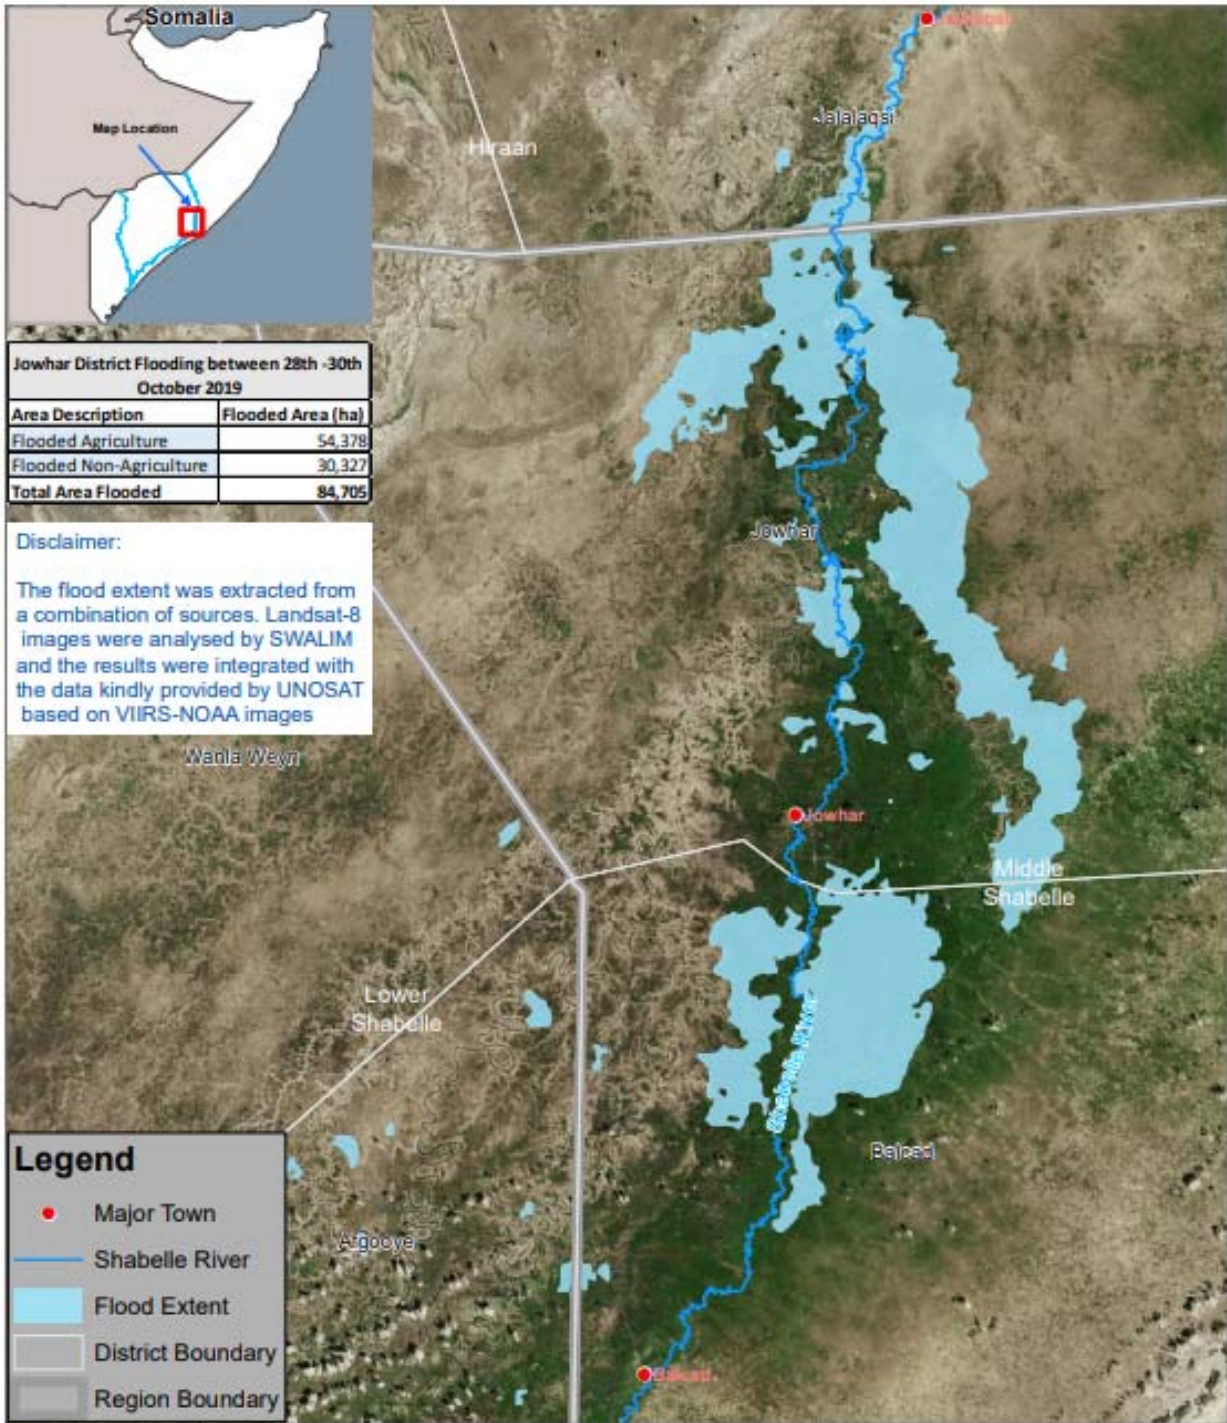 Somalia
Map Location
Jowhar District Flooding between 28th -30th
October 2019
Area Description Flooded Area (ha)
Flooded Agriculture 54,378
Flooded Non-Agriculture 30,327
Total Area Flooded 84,705
Disclaimer:
The flood extent was extracted from
a combination of sources. Landsat-8
images were analysed by SWALIM
and the results were integrated with
the data kindly provided by UNOSAT
based on VIIRS-NOAA images
Jalalaqsi
Jalalaqsi
Hiraan
Jowhar
Wanla Weyn
Jowhar
Middle
Shabelle
Lower
Shabelle
Shabelle River
Balcad
Afgooye
Balcad
Legend
Major Town
Shabelle River
Flood Extent
District Boundary
Region Boundary